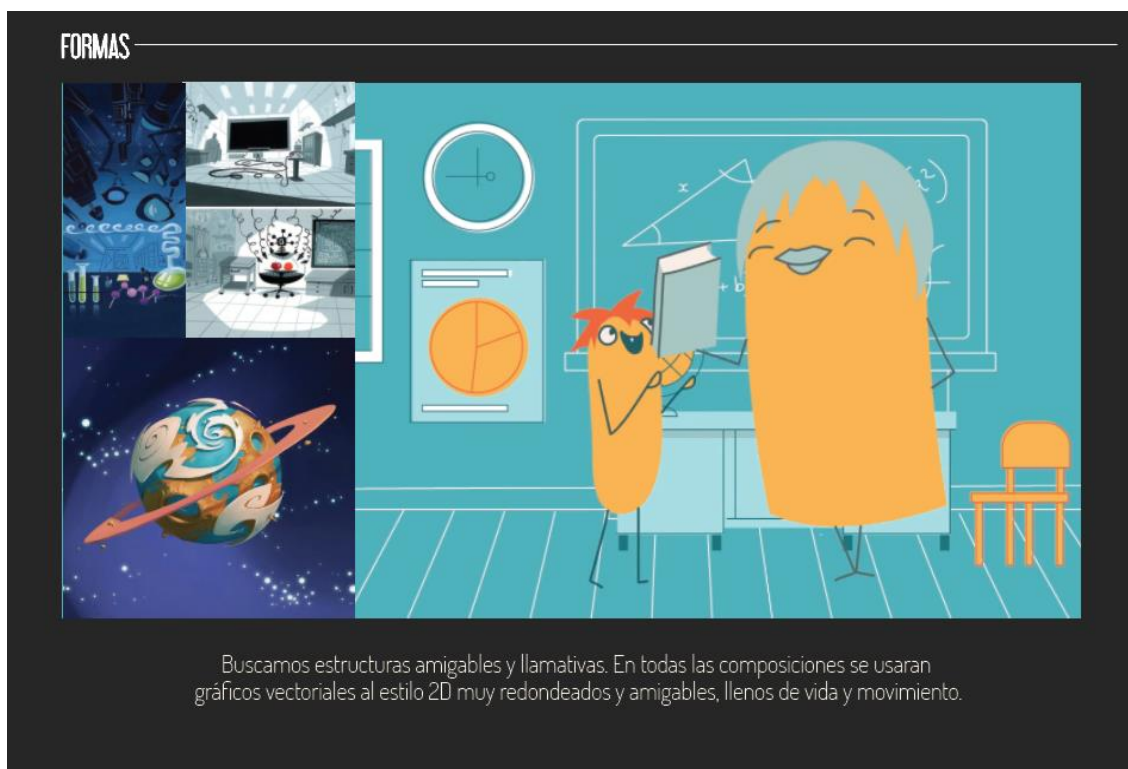 FORMAS
x
+ b
Buscamos estructuras amigables y llamativas. En todas las composiciones se usaran
gráficos vectoriales al estilo 2D muy redondeados y amigables, llenos de vida y movimiento.